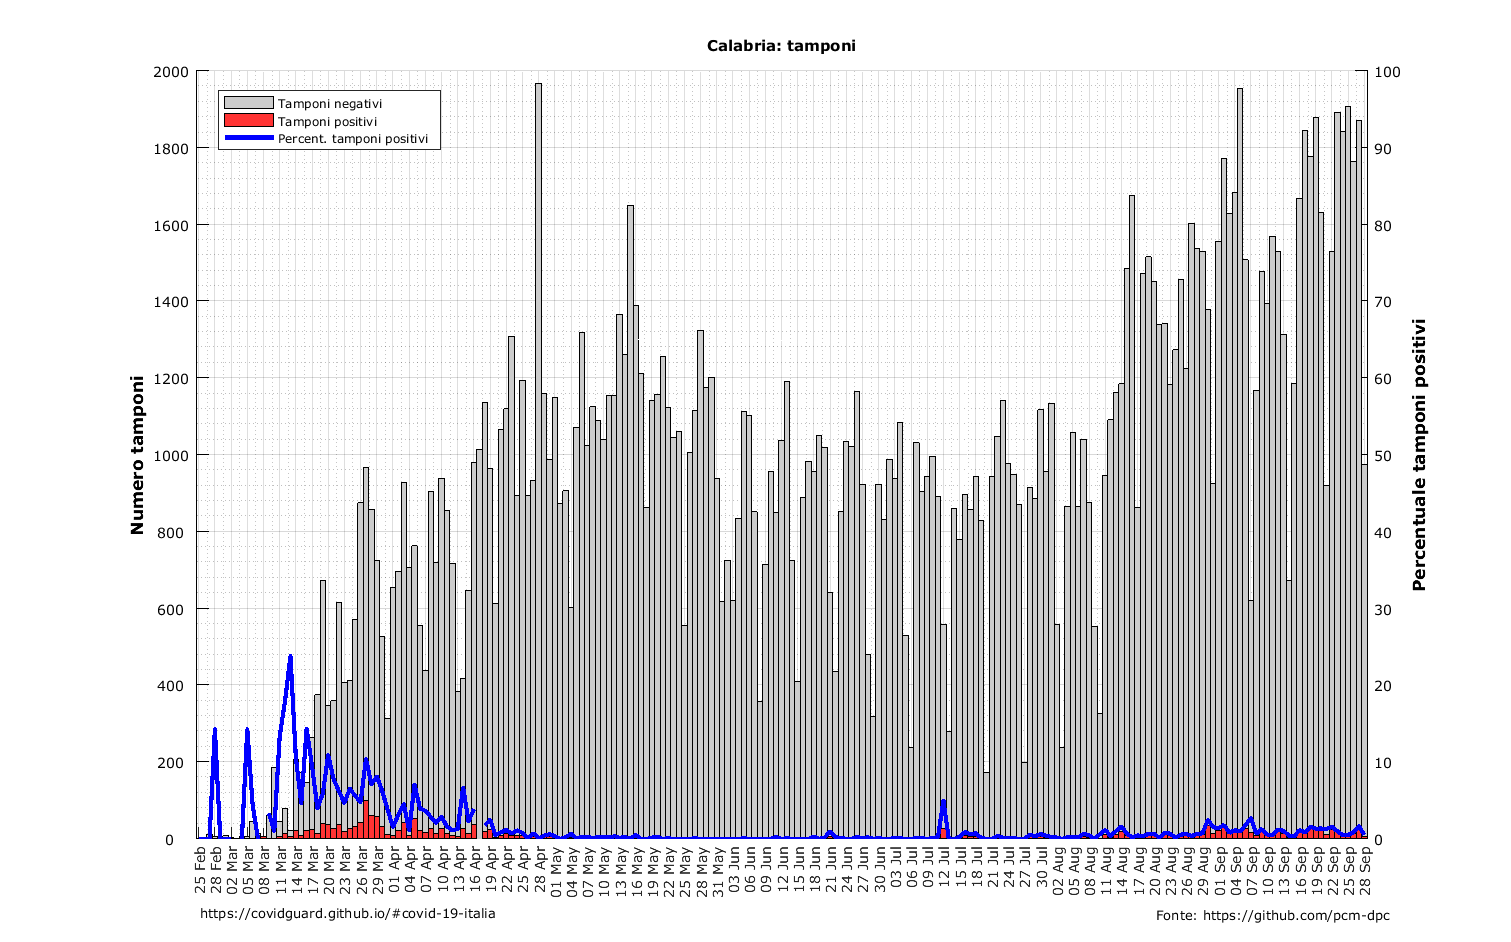 Calabria: tamponi
Tamponi negativi
Tamponi positivi
Percent. tamponi positivi
Numero tamponi
2000
1800
1600
1400
1200
1000
800
600
400
200
0
100
90
80
70
60
50
40
30
20
10
0
Percentuale tamponi positivi
25 Feb
28 Feb
02 Mar
05 Mar
08 Mar
11 Mar
14 Mar
17 Mar
20 Mar
23 Mar
26 Mar
29 Mar
01 Apr
04 Apr
07 Apr
10 Apr
13 Apr
16 Apr
19 Apr
22 Apr
25 Apr
28 Apr
01 May
04 May
07 May
10 May
13 May
16 May
19 May
22 May
25 May
28 May
31 May
03 Jun
06 Jun
09 Jun
12 Jun
15 Jun
18 Jun
21 Jun
24 Jun
27 Jun
30 Jun
03 Jul
06 Jul
09 Jul
12 Jul
15 Jul
18 Jul
21 Jul
24 Jul
27 Jul
30 Jul
02 Aug
05 Aug
08 Aug
11 Aug
14 Aug
17 Aug
20 Aug
23 Aug
26 Aug
29 Aug
01 Sep
04 Sep
07 Sep
10 Sep
13 Sep
16 Sep
19 Sep
22 Sep
25 Sep
28 Sep
https://covidguard.github.io/#covid-19-italia
Fonte: https://github.com/pcm-dpc